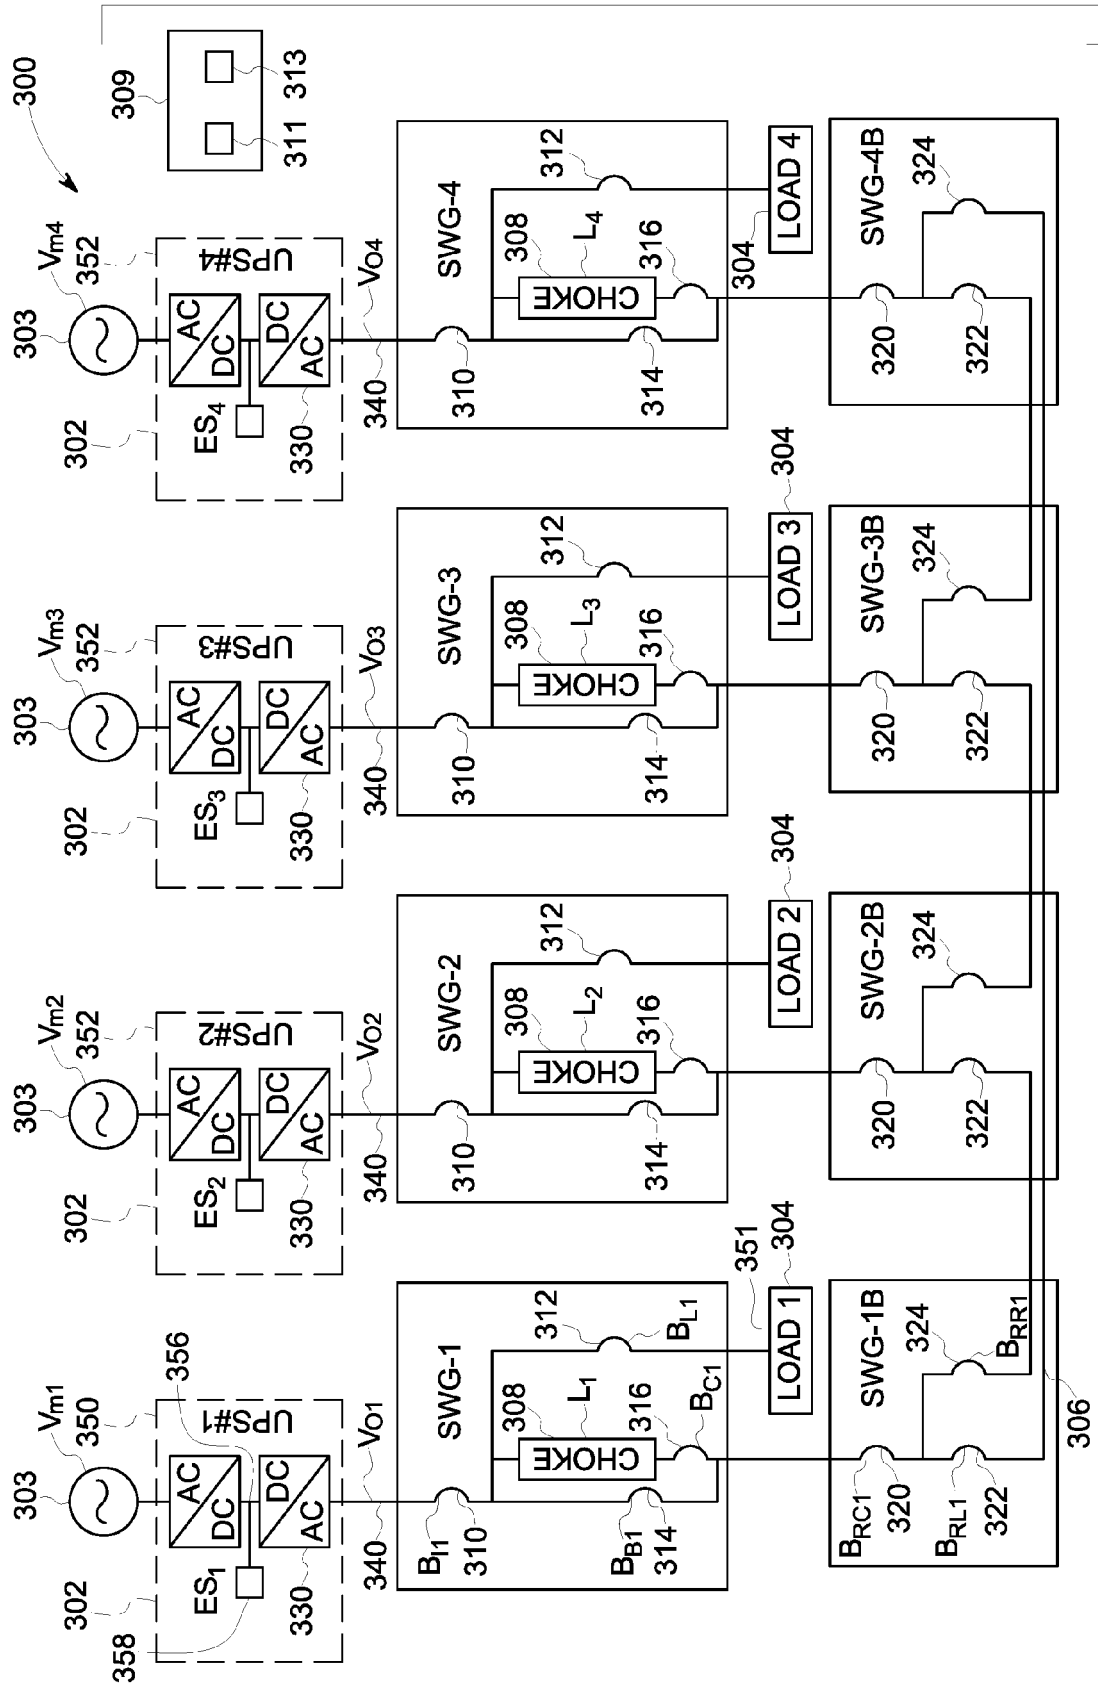 300
309
311
313
303
Vm1
350
302
UPS#1
AC
DC
DC
AC
ES1
356
358
330
340
VO1
SWG-1
BI1
310
308
CHOKE
L1
312
BL1
316
BC1
BB1
314
351
304
LOAD 1
SWG-1B
BRC1
320
324
BRR1
BRL1
322
306
303
Vm2
352
302
UPS#2
AC
DC
DC
AC
ES2
330
340
VO2
SWG-2
310
308
CHOKE
L2
312
316
314
304
LOAD 2
SWG-2B
320
324
322
303
Vm3
352
302
UPS#3
AC
DC
DC
AC
ES3
330
340
VO3
SWG-3
310
308
CHOKE
L3
312
316
314
304
LOAD 3
SWG-3B
320
324
322
303
Vm4
352
302
UPS#4
AC
DC
DC
AC
ES4
330
340
VO4
SWG-4
310
308
CHOKE
L4
312
316
314
304
LOAD 4
SWG-4B
320
324
322